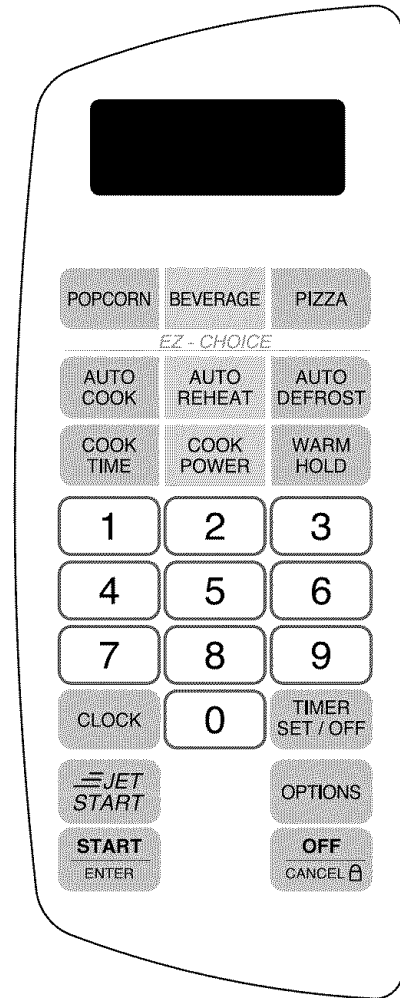 POPCORN BEVERAGE PIZZA
EZ - CHOICE
AUTO COOK AUTO REHEAT AUTO DEFROST
COOK TIME COOK POWER WARM HOLD
1 2 3
4 5 6
7 8 9
CLOCK 0 TIMER SET / OFF
JET START OPTIONS
START ENTER OFF CANCEL